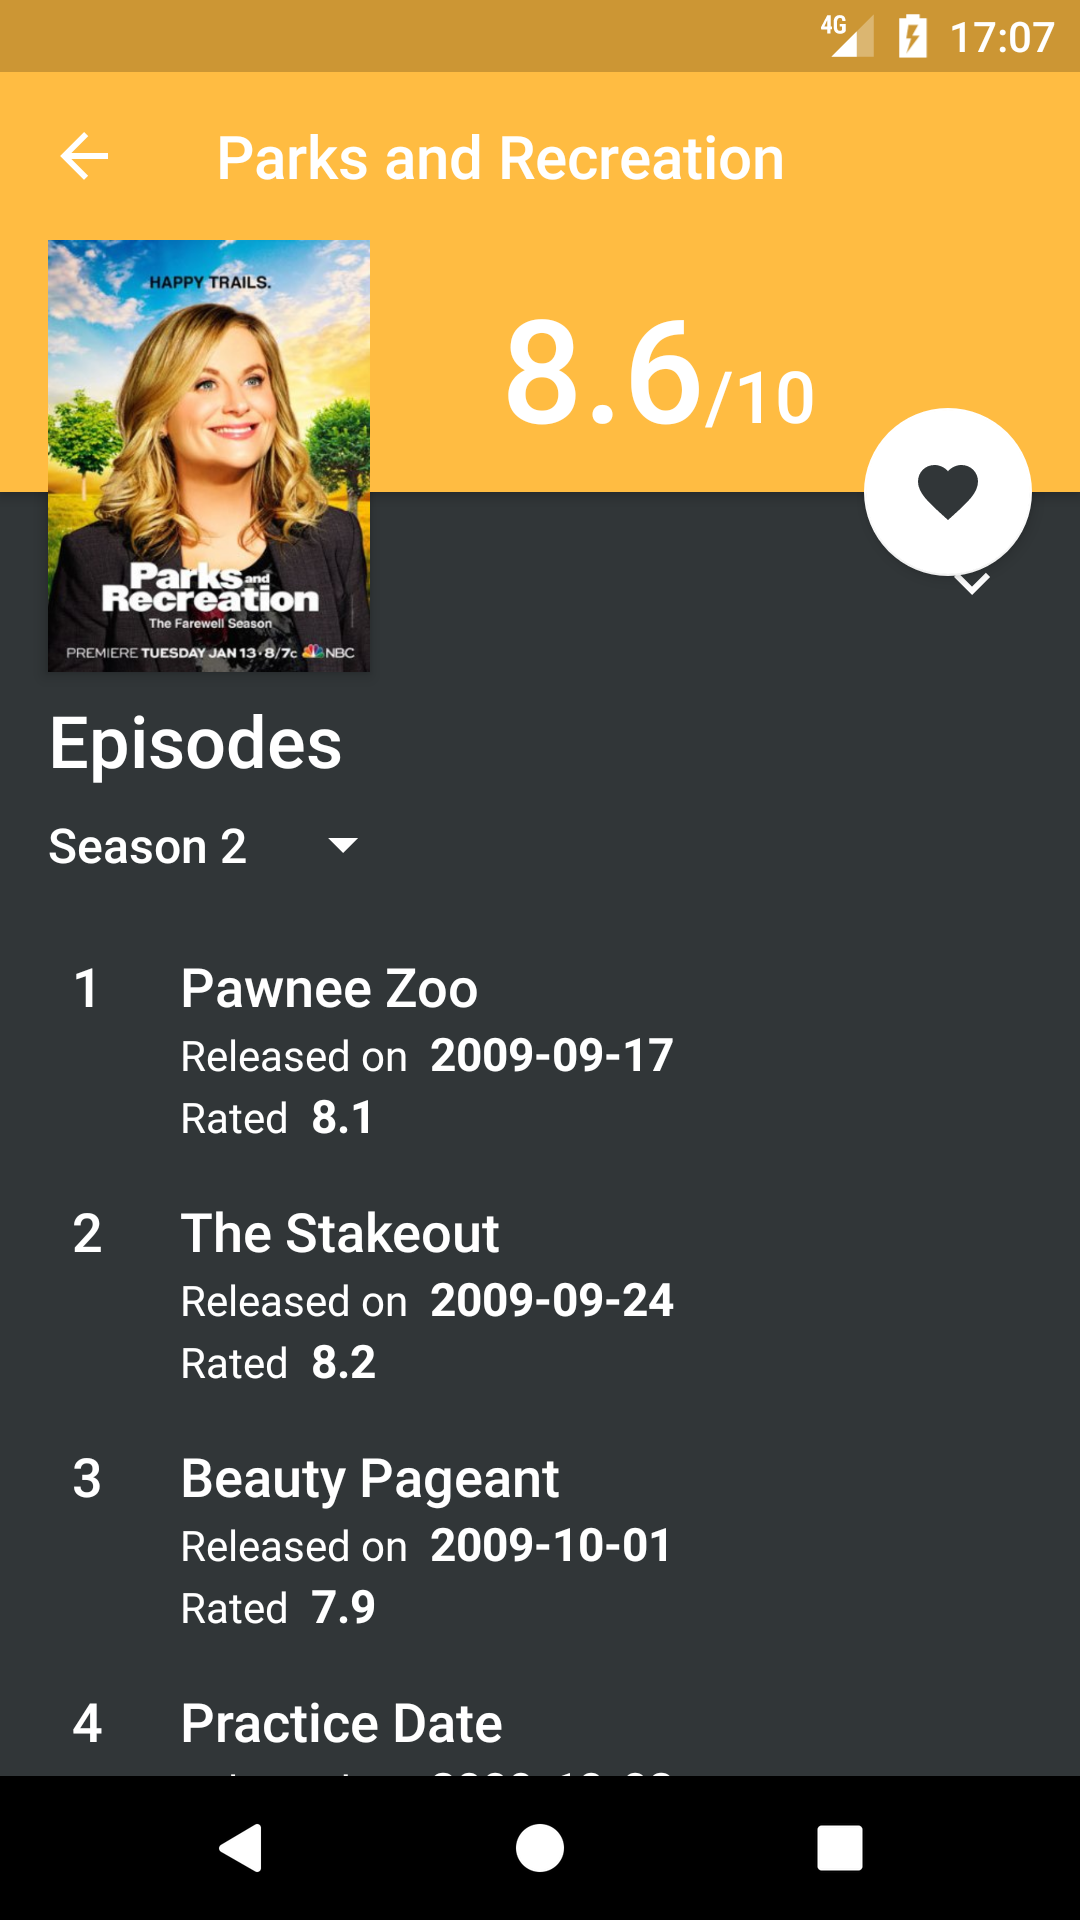 4G 17:07
Parks and Recreation
HAPPY TRAILS.
8.6/10
Parks and
Recreation
The Farewell Season
PREMIERE TUESDAY JAN 13·8/7c NBC
Episodes
Season 2
1 Pawnee Zoo
Released on 2009-09-17
Rated 8.1
2 The Stakeout
Released on 2009-09-24
Rated 8.2
3 Beauty Pageant
Released on 2009-10-01
Rated 7.9
4 Practice Date